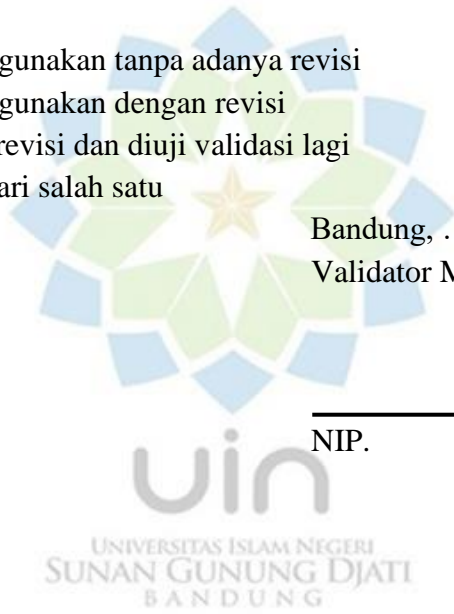 gunakan tanpa adanya revisi
gunakan dengan revisi
revisi dan diuji validasi lagi
ari salah satu
Bandung, .
Validator M
NIP.
uin
UNIVERSITAS ISLAM NEGERI
SUNAN GUNUNG DJATI
BANDUNG